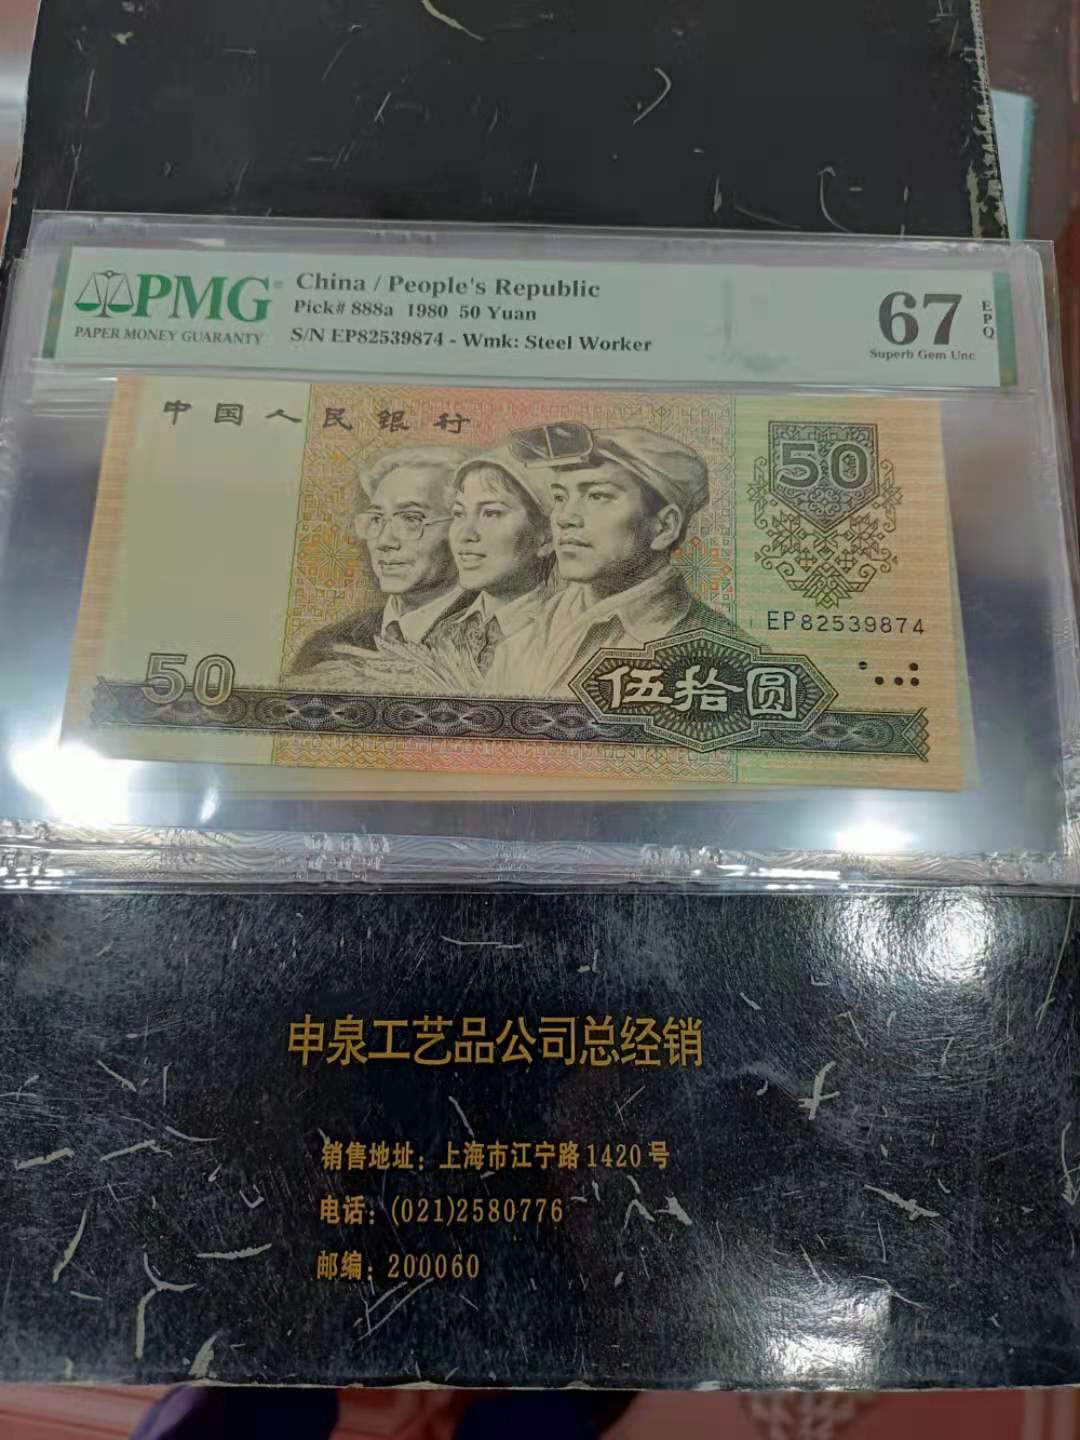 PMG
PAPER MONEY GUARANTY
China / People's Republic
Pick# 888a 1980 50 Yuan
S/N EP82539874 - Wmk: Steel Worker
67
EPQ
Superb Gem Unc
中国人民银行
50
EP82539874
50
伍拾圆
申泉工艺品公司总经销
销售地址：上海市江宁路1420号
电话：(021)2580776
邮编：200060